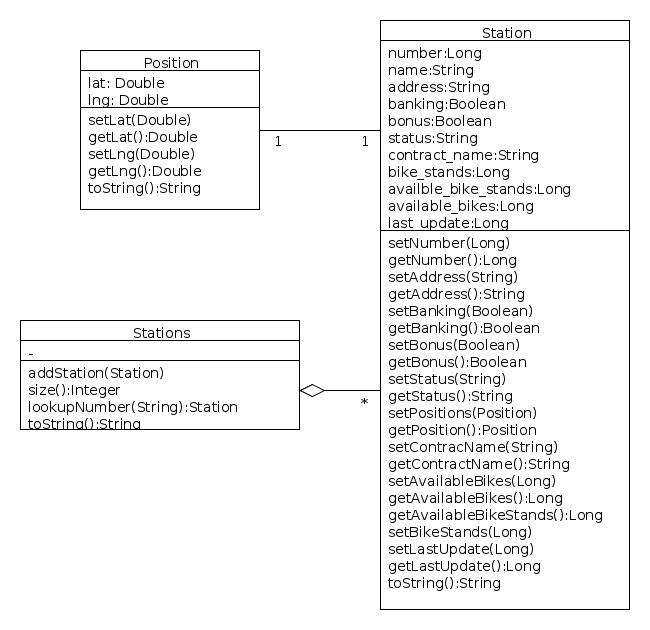 Position
lat: Double
lng: Double
setLat(Double)
getLat():Double
setLng(Double)
getLng():Double
toString():String
1
1
Station
number:Long
name:String
address:String
banking:Boolean
bonus:Boolean
status:String
contract_name:String
bike_stands:Long
availble_bike_stands:Long
available_bikes:Long
last_update:Long
setNumber(Long)
getNumber():Long
setAddress(String)
getAddress():String
setBanking(Boolean)
getBanking():Boolean
setBonus(Boolean)
getBonus():Boolean
setStatus(String)
getStatus():String
setPositions(Position)
getPosition():Position
setContracName(String)
getContractName():String
setAvailableBikes(Long)
getAvailableBikes():Long
getAvailableBikeStands():Long
setBikeStands(Long)
setLastUpdate(Long)
getLastUpdate():Long
toString():String
Stations
-
addStation(Station)
size():Integer
lookupNumber(String):Station
toString():String
*